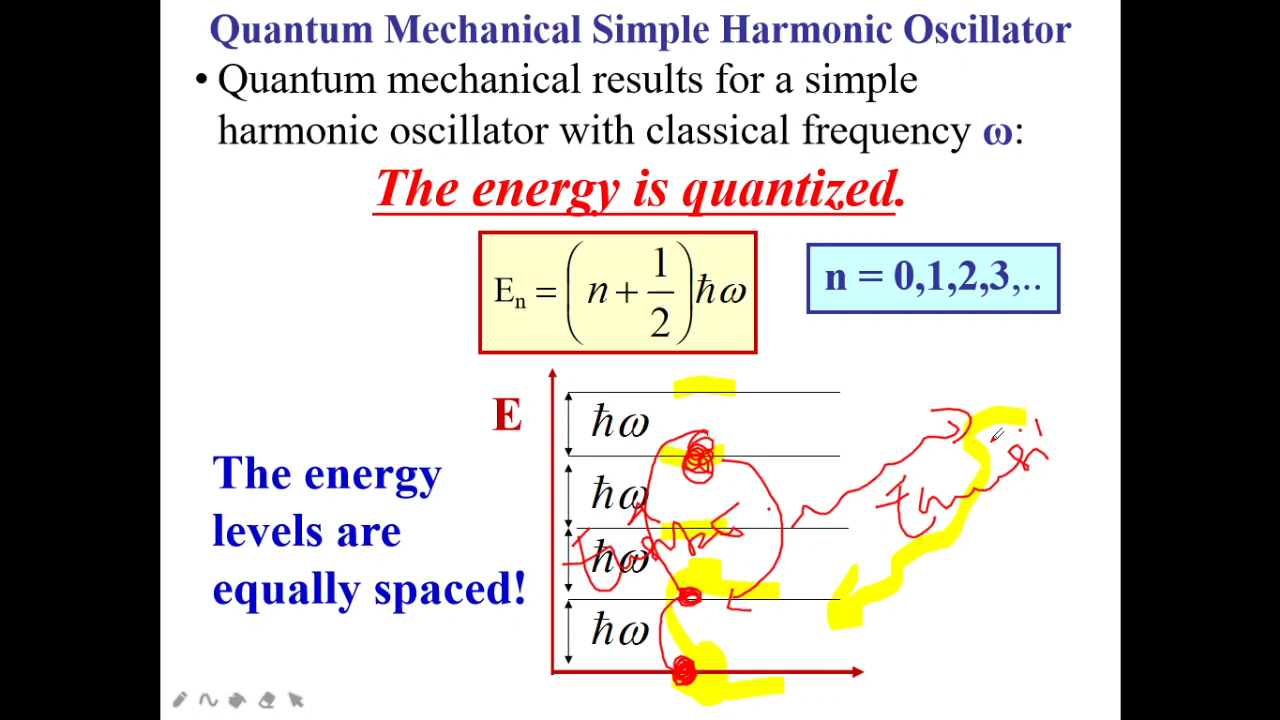 Quantum Mechanical Simple Harmonic Oscillator
• Quantum mechanical results for a simple
harmonic oscillator with classical frequency ω:
The energy is quantized.
Eₙ = (n + 1/2) ħω
n = 0,1,2,3,..
E
ħω
ħω
ħω
ħω
The energy
levels are
equally spaced!